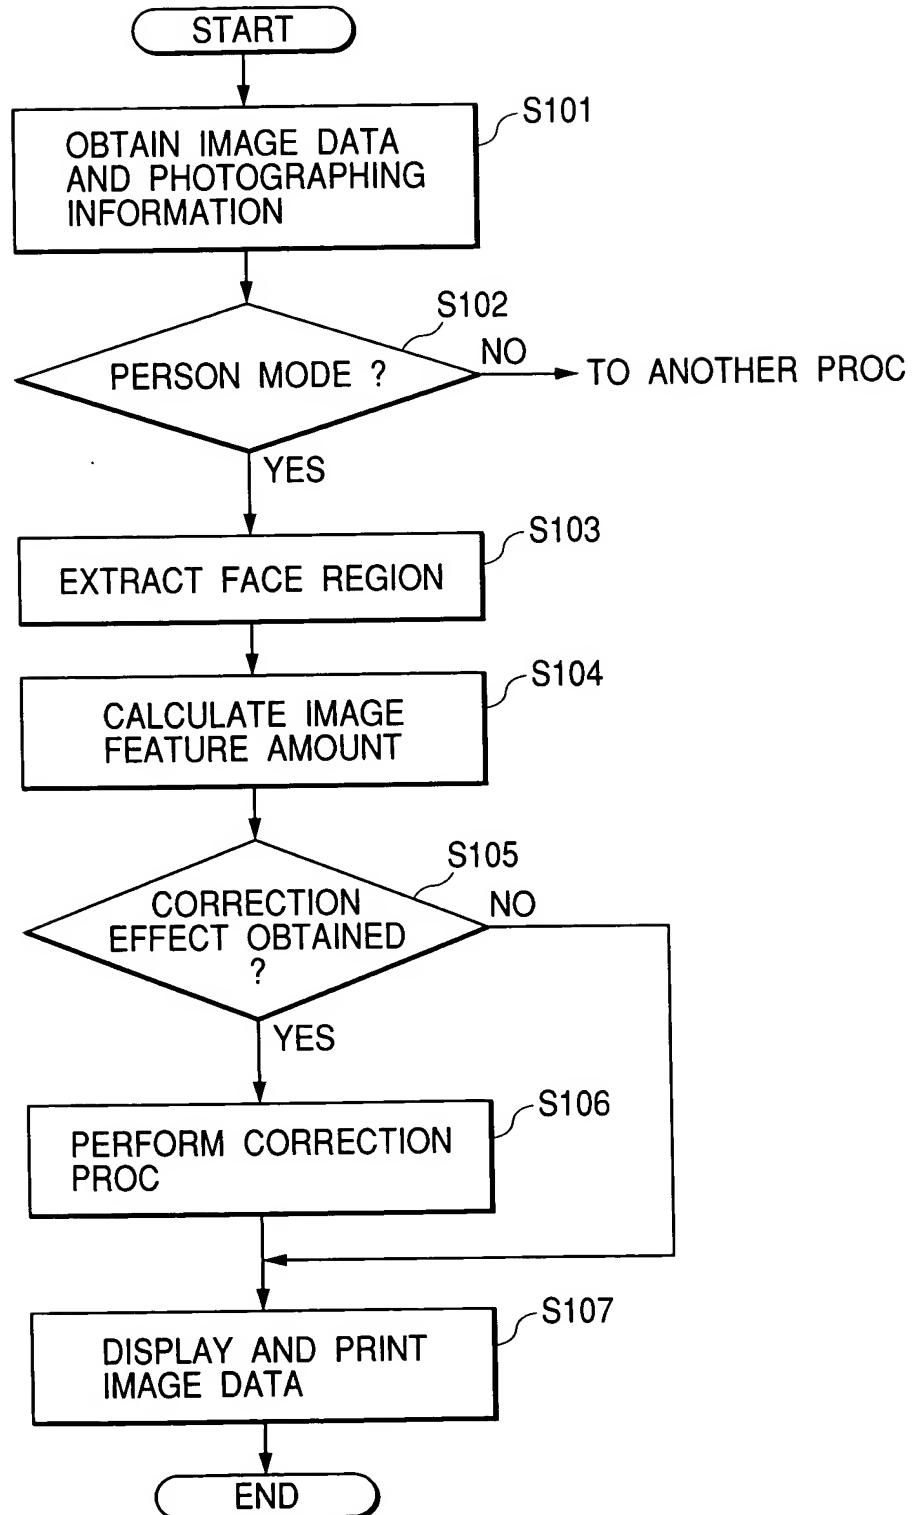 START
S101
OBTAIN IMAGE DATA
AND PHOTOGRAPHING
INFORMATION
S102
PERSON MODE ?
NO
TO ANOTHER PROC
YES
S103
EXTRACT FACE REGION
S104
CALCULATE IMAGE
FEATURE AMOUNT
S105
CORRECTION
EFFECT OBTAINED
?
NO
YES
S106
PERFORM CORRECTION
PROC
S107
DISPLAY AND PRINT
IMAGE DATA
END